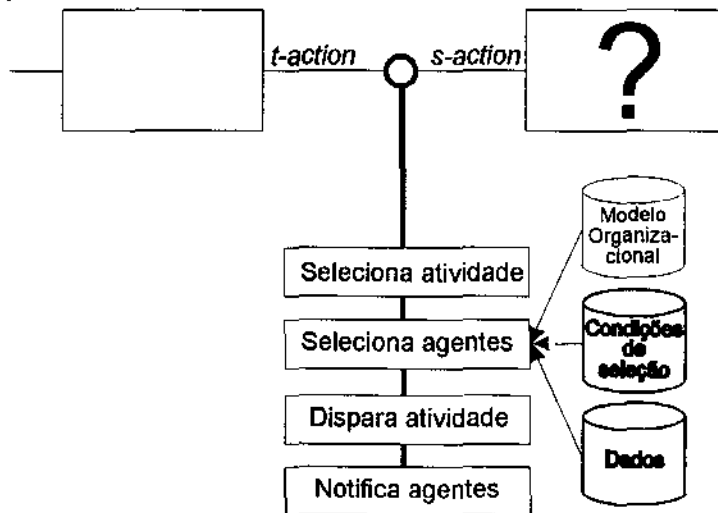 t-action
s-action
?
Modelo
Organiza-
cional
Seleciona atividade
Seleciona agentes
Condições
de
seleção
Dispara atividade
Dados
Notifica agentes